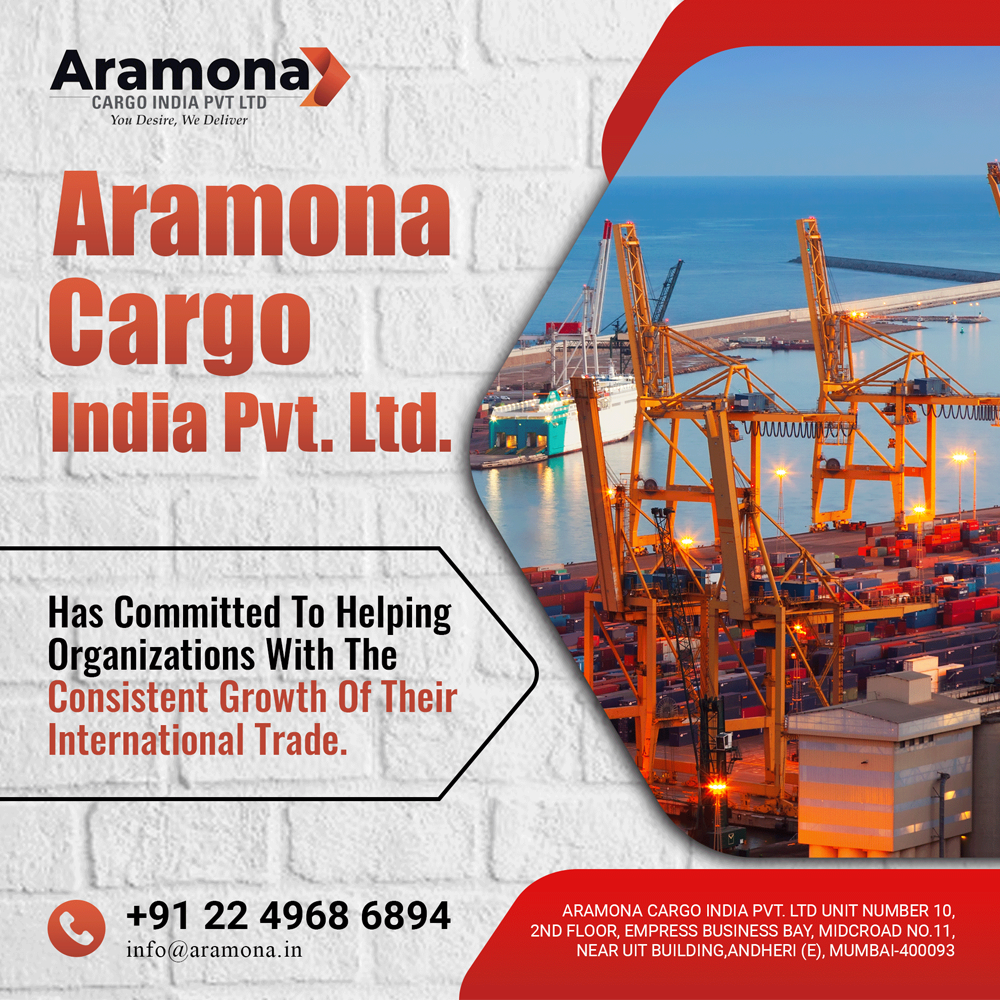 Aramona
CARGO INDIA PVT LTD
You Desire, We Deliver
Aramona
Cargo
India Pvt. Ltd.
Has Committed To Helping
Organizations With The
Consistent Growth Of Their
International Trade.
+91 22 4968 6894
info@aramona.in
ARAMONA CARGO INDIA PVT. LTD UNIT NUMBER 10,
2ND FLOOR, EMPRESS BUSINESS BAY, MIDCROAD NO.11,
NEAR UIT BUILDING,ANDHERI (E), MUMBAI-400093